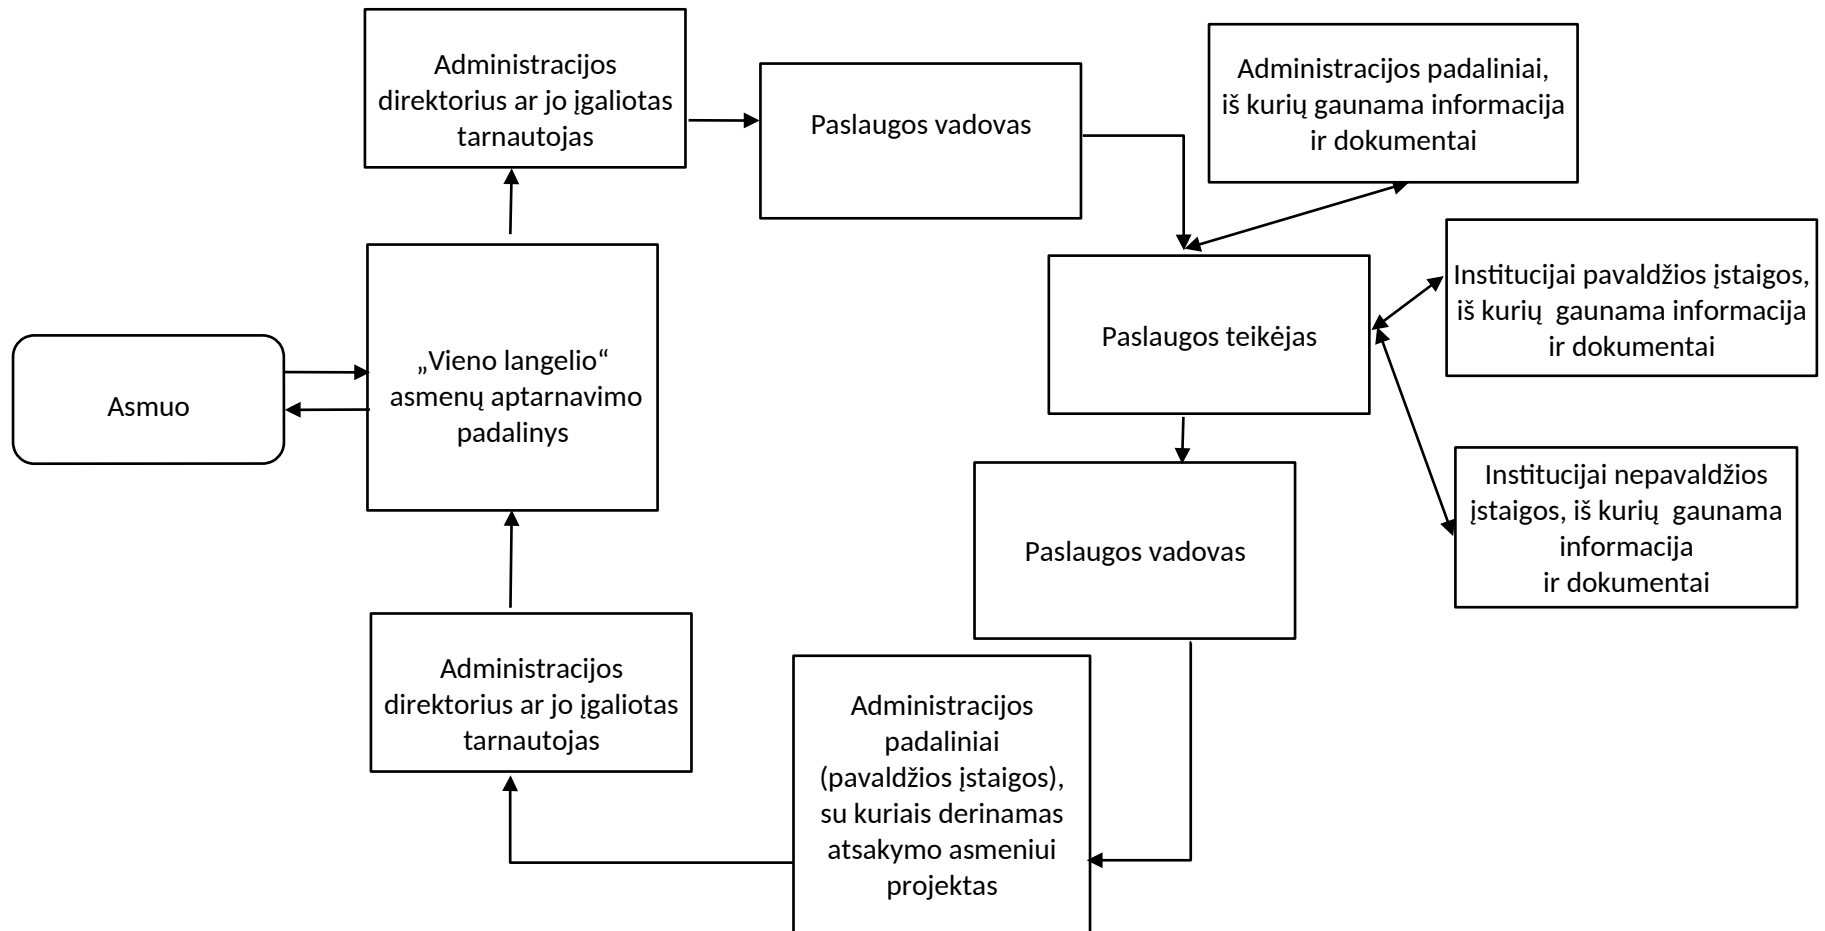 Administracijos
direktorius ar jo įgaliotas
tarnautojas
Paslaugos vadovas
Administracijos padaliniai,
iš kurių gaunama informacija
ir dokumentai
Institucijai pavaldžios įstaigos,
iš kurių  gaunama informacija
ir dokumentai
Paslaugos teikėjas
„Vieno langelio“
asmenų aptarnavimo
padalinys
Asmuo
Institucijai nepavaldžios
įstaigos, iš kurių  gaunama
informacija
ir dokumentai
Paslaugos vadovas
Administracijos
direktorius ar jo įgaliotas
tarnautojas
Administracijos
padaliniai
(pavaldžios įstaigos),
su kuriais derinamas
atsakymo asmeniui
projektas